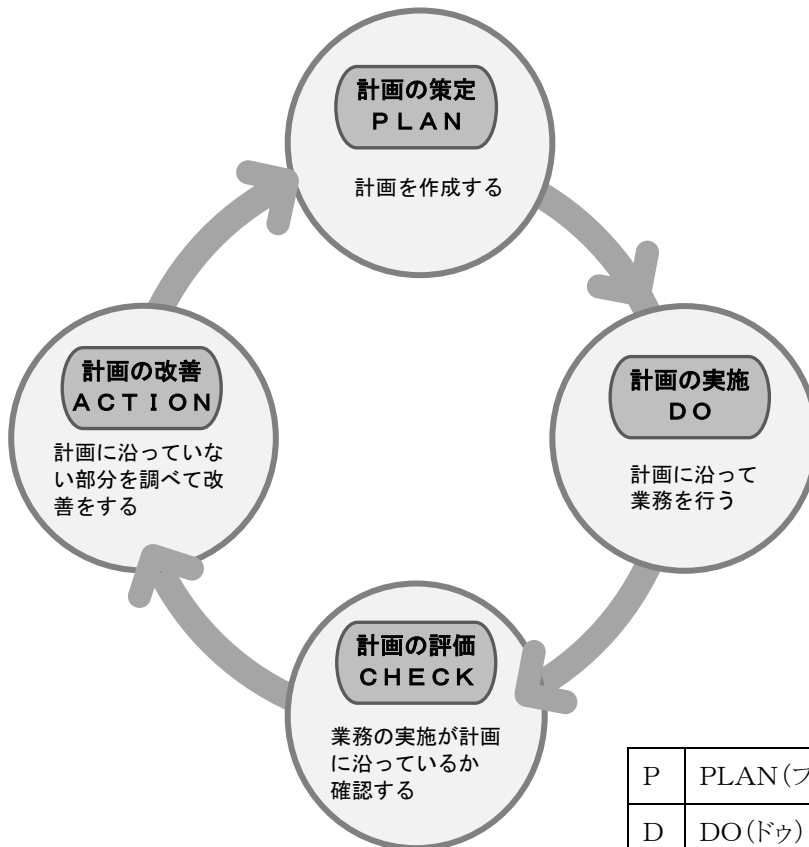 計画の策定
ＰＬＡＮ
計画を作成する
計画の実施
ＤＯ
計画に沿って
業務を行う
計画の評価
ＣＨＥＣＫ
業務の実施が計画
に沿っているか
確認する
計画の改善
ＡＣＴＩＯＮ
計画に沿っていな
い部分を調べて改
善をする
P PLAN（プ
D DO（ドゥ）